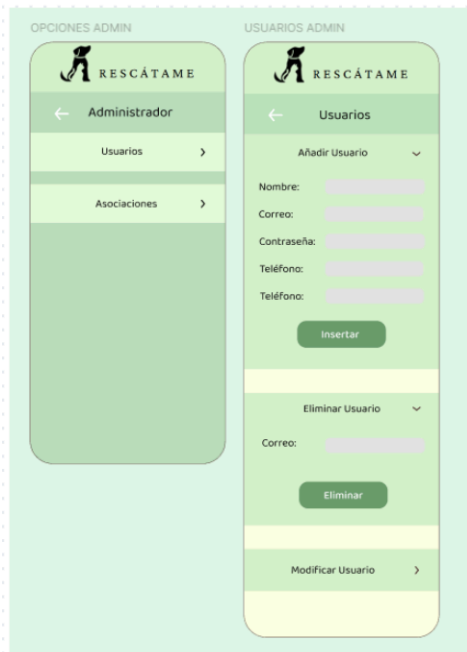 OPCIONES ADMIN
RESCÁTAME
Administrador
Usuarios
Asociaciones
USUARIOS ADMIN
RESCÁTAME
Usuarios
Añadir Usuario
Nombre:
Correo:
Contraseña:
Teléfono:
Teléfono:
Insertar
Eliminar Usuario
Correo:
Eliminar
Modificar Usuario